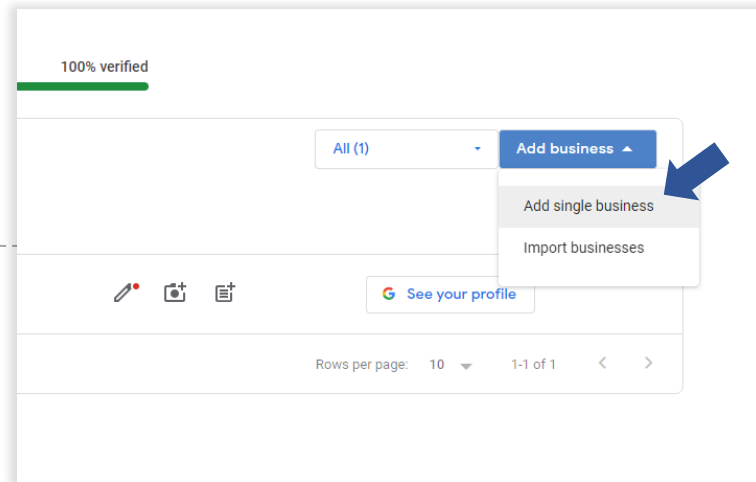 100% verified
All (1)
Add business
Add single business
Import businesses
See your profile
Rows per page: 10 1-1 of 1